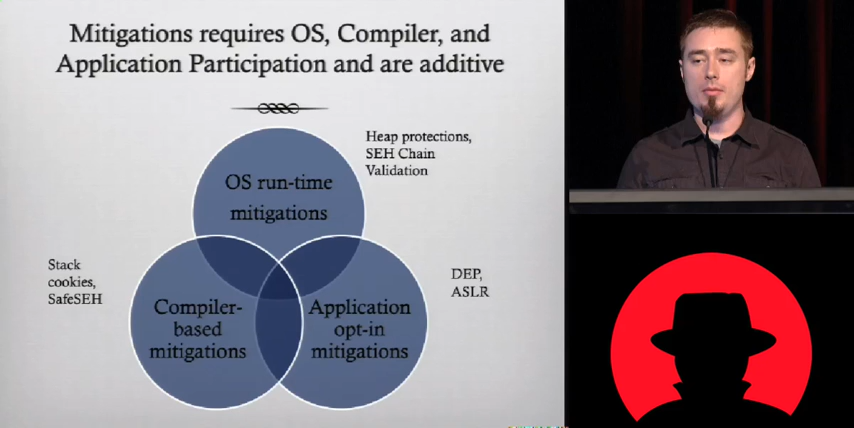 Mitigations requires OS, Compiler, and
Application Participation and are additive
Heap protections,
SEH Chain
Validation
OS run-time
mitigations
Stack
cookies,
SafeSEH
DEP,
ASLR
Compiler-
based
mitigations
Application
opt-in
mitigations